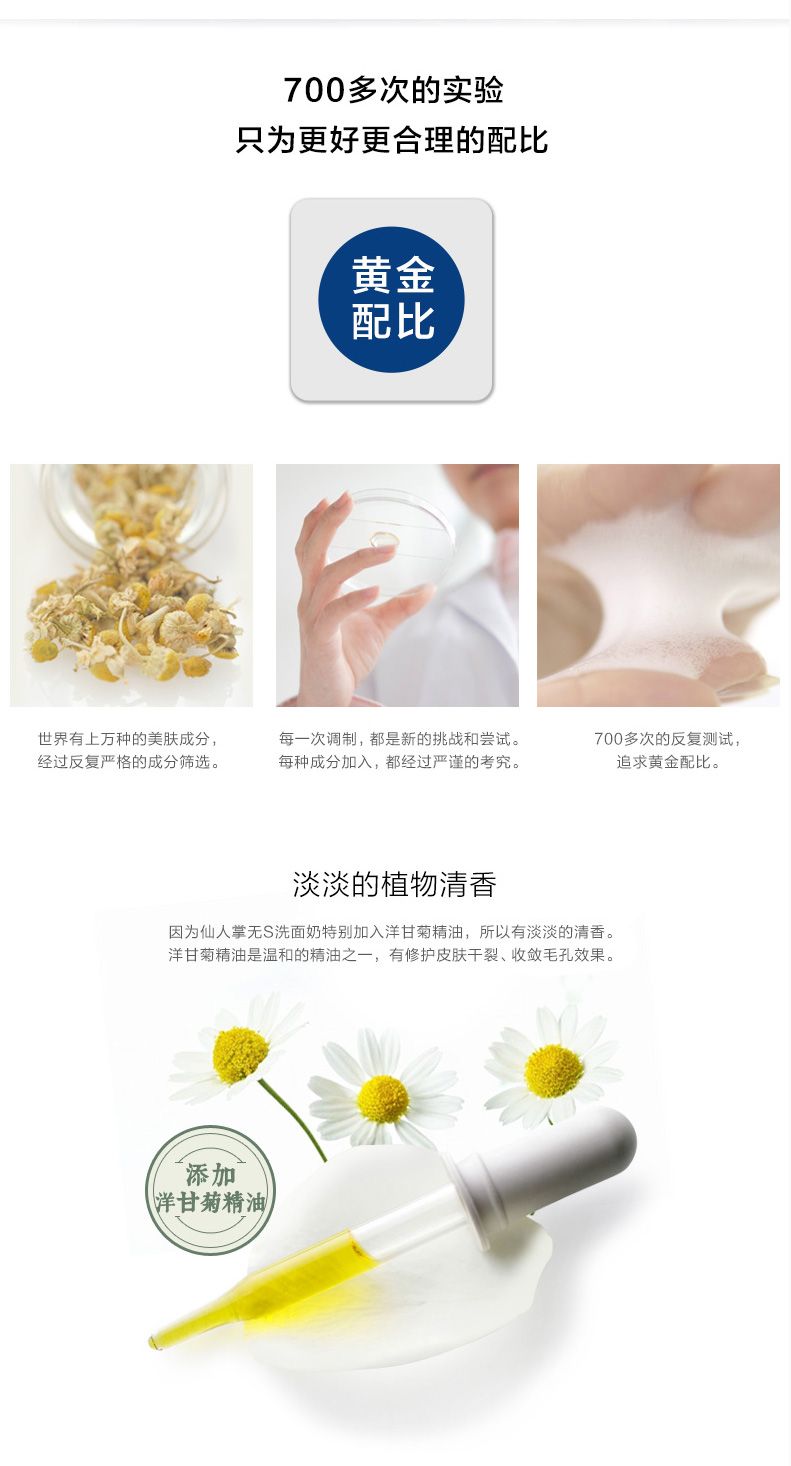 700多次的实验
只为更好更合理的配比
黄金
配比
世界有上万种的美肤成分，
经过反复严格的成分筛选。
每一次调制，都是新的挑战和尝试。
每种成分加入，都经过严谨的考究。
700多次的反复测试，
追求黄金配比。
淡淡的植物清香
因为仙人掌无S洗面奶特别加入洋甘菊精油，所以有淡淡的清香。
洋甘菊精油是温和的精油之一，有修护皮肤干裂、收敛毛孔效果。
添加
洋甘菊精油